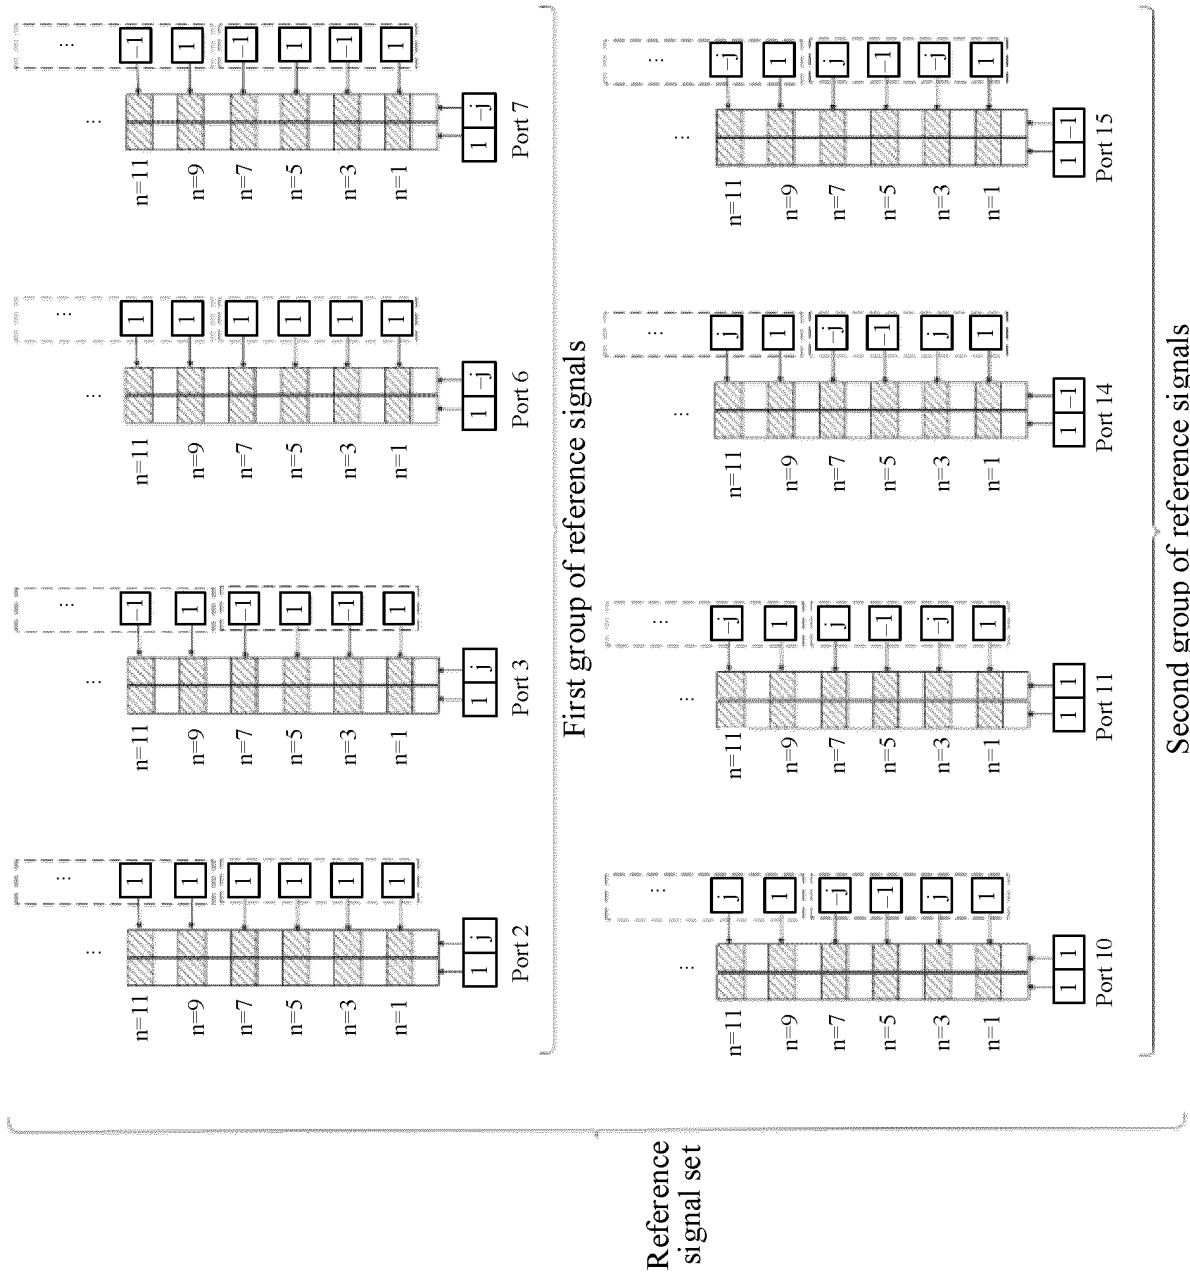 Reference
signal set
...
...
n=11 1
n=9 1
n=7 1
n=5 1
n=3 1
n=1 1
1 j
Port 2
...
...
n=11 −1
n=9 1
n=7 −1
n=5 1
n=3 −1
n=1 1
1 j
Port 3
...
...
n=11 1
n=9 1
n=7 1
n=5 1
n=3 1
n=1 1
1 −j
Port 6
...
...
n=11 −1
n=9 1
n=7 −1
n=5 1
n=3 −1
n=1 1
1 −j
Port 7
First group of reference signals
...
...
n=11 j
n=9 1
n=7 −j
n=5 −1
n=3 j
n=1 1
1 1
Port 10
...
...
n=11 −j
n=9 1
n=7 j
n=5 −1
n=3 −j
n=1 1
1 1
Port 11
...
...
n=11 j
n=9 1
n=7 −j
n=5 −1
n=3 j
n=1 1
1 −1
Port 14
...
...
n=11 −j
n=9 1
n=7 j
n=5 −1
n=3 −j
n=1 1
1 −1
Port 15
Second group of reference signals